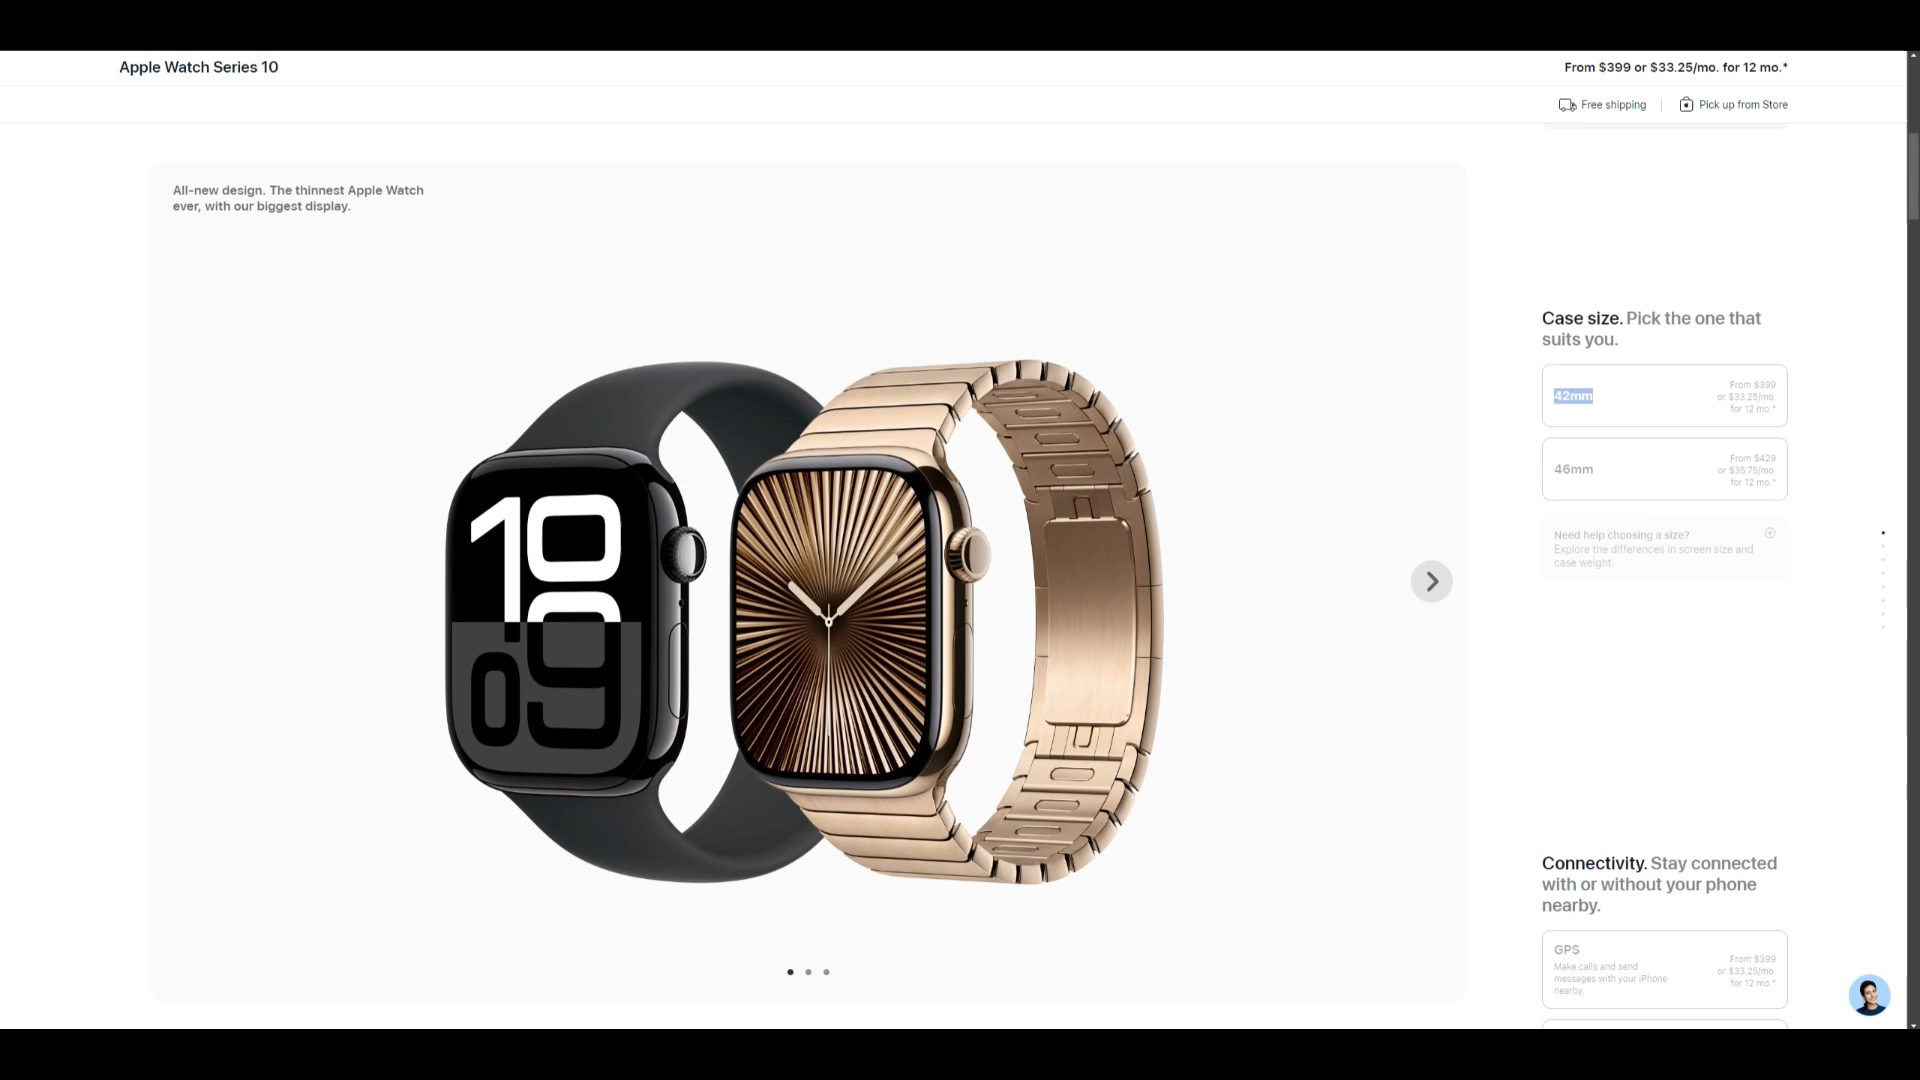 Apple Watch Series 10
From $399 or $33.25/mo. for 12 mo.*
Free shipping
Pick up from Store
All-new design. The thinnest Apple Watch
ever, with our biggest display.
10
09
Case size. Pick the one that
suits you.
42mm
From $399
or $33.25/mo.
for 12 mo.*
46mm
From $429
or $35.75/mo.
for 12 mo.*
Need help choosing a size?
Explore the differences in screen size and
case weight.
Connectivity. Stay connected
with or without your phone
nearby.
GPS
Make calls and send
messages with your iPhone
nearby.
From $399
or $33.25/mo.
for 12 mo.*